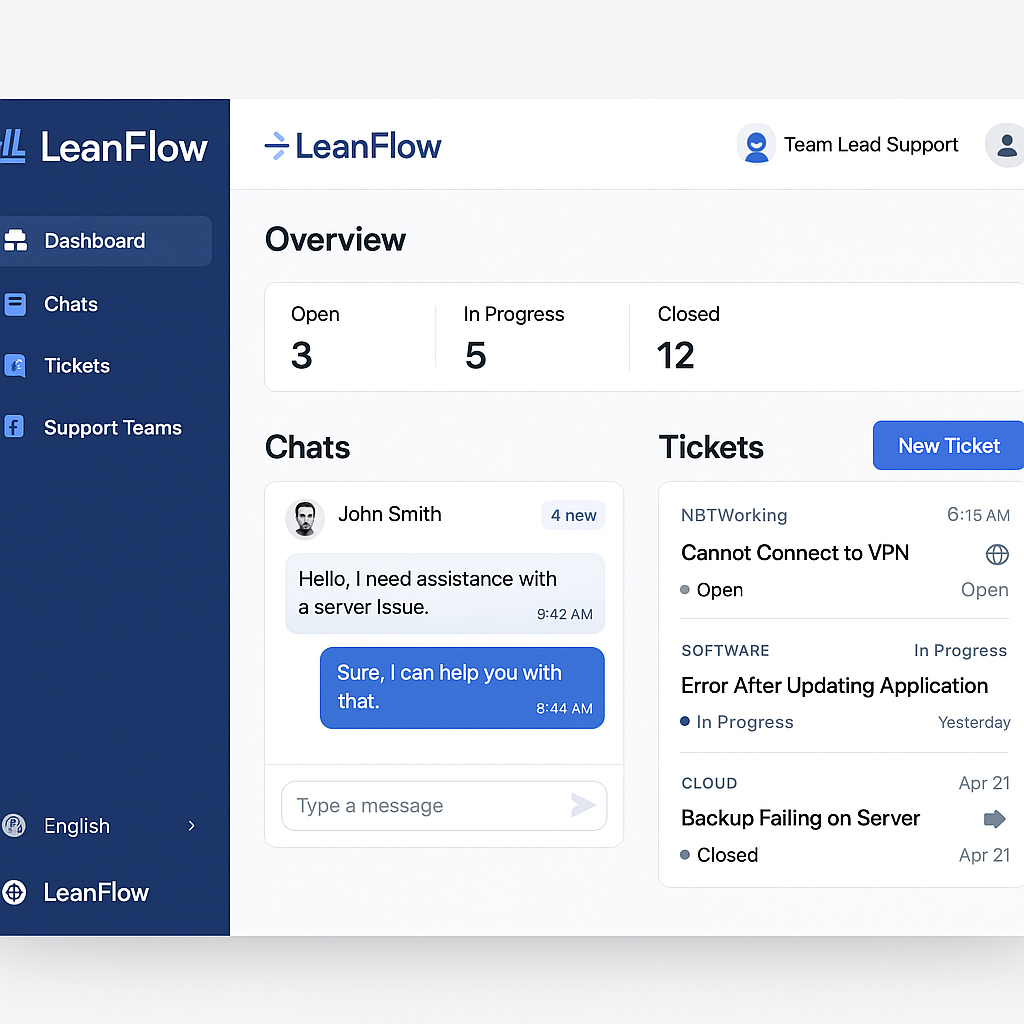 LeanFlow
Dashboard
Chats
Tickets
Support Teams
English
LeanFlow
LeanFlow
Team Lead Support
Overview
Open
3
In Progress
5
Closed
12
Chats
John Smith
4 new
Hello, I need assistance with
a server Issue.
9:42 AM
Sure, I can help you with
that.
8:44 AM
Type a message
Tickets
New Ticket
NBTWorking
6:15 AM
Cannot Connect to VPN
Open
Open
SOFTWARE
In Progress
Error After Updating Application
In Progress
Yesterday
CLOUD
Apr 21
Backup Failing on Server
Closed
Apr 21